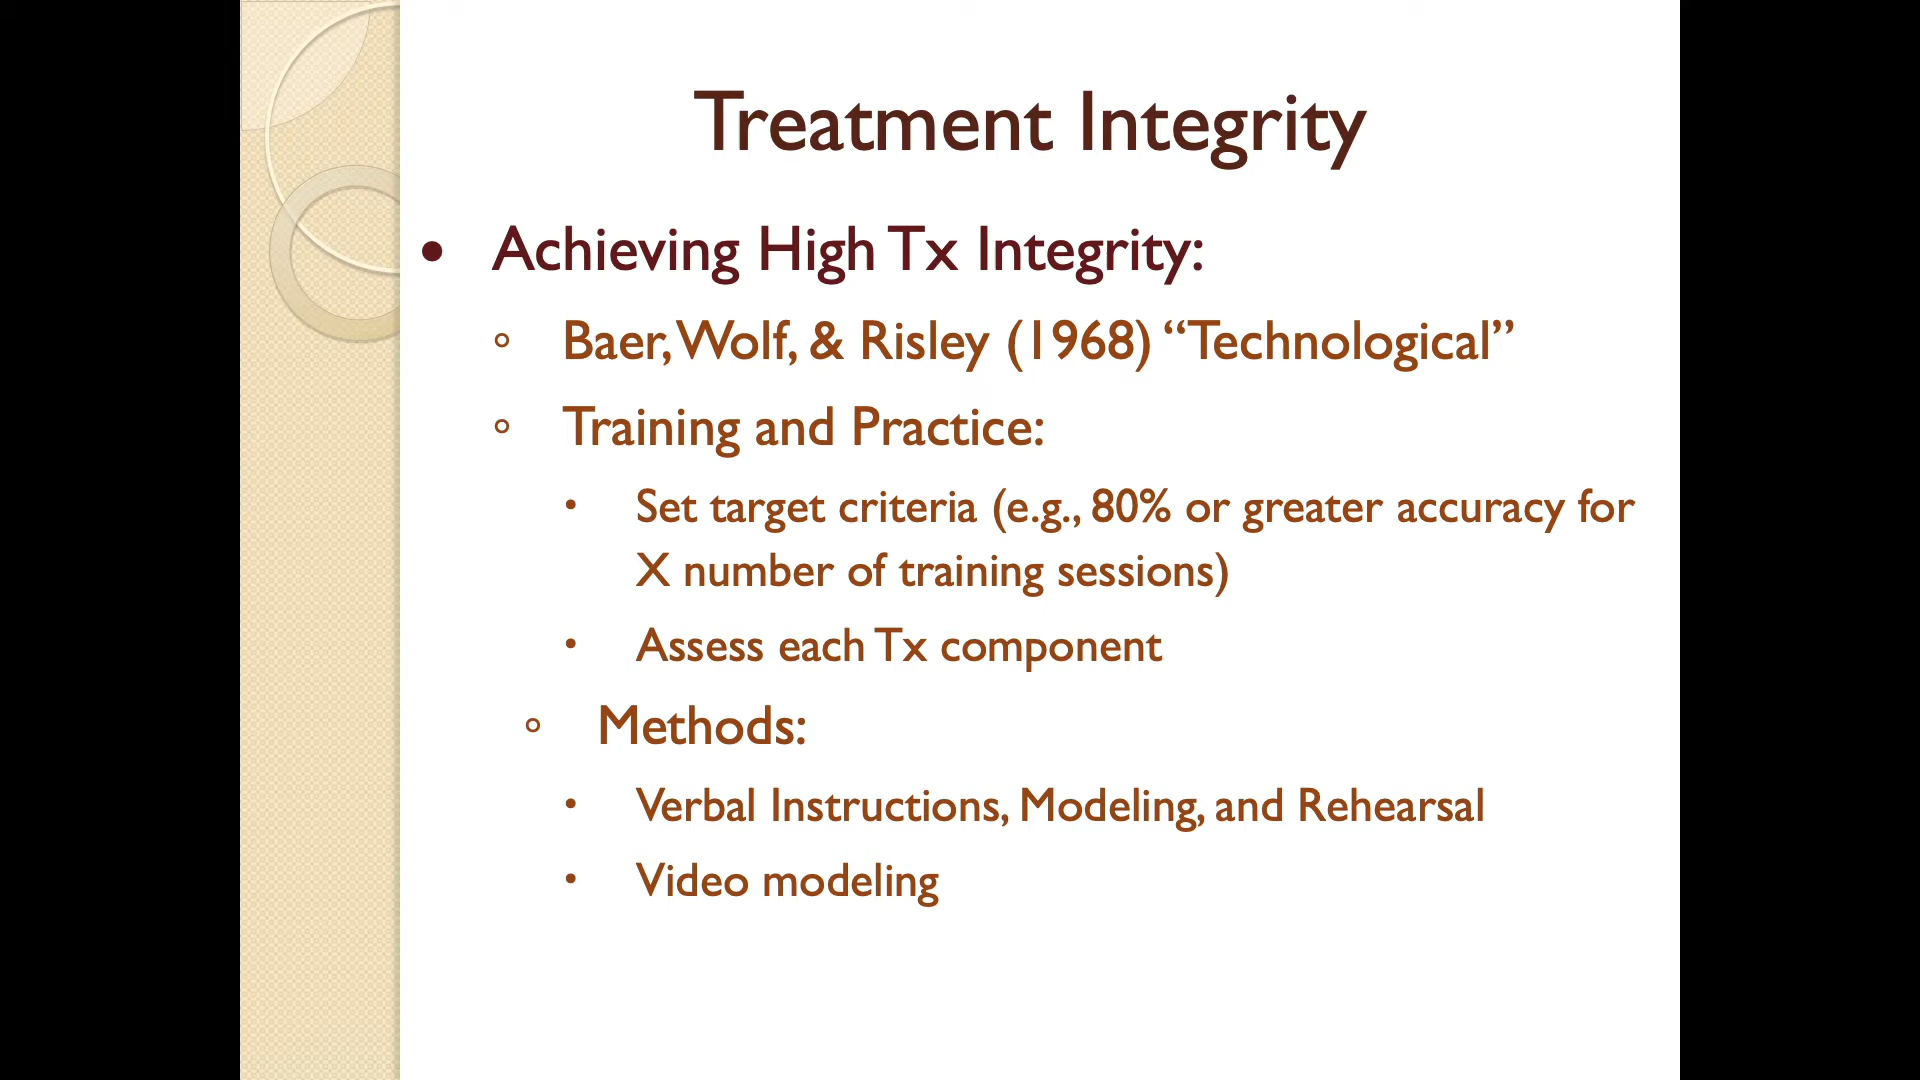 Treatment Integrity
• Achieving High Tx Integrity:
◦ Baer, Wolf, & Risley (1968) “Technological”
◦ Training and Practice:
• Set target criteria (e.g., 80% or greater accuracy for
X number of training sessions)
• Assess each Tx component
◦ Methods:
• Verbal Instructions, Modeling, and Rehearsal
• Video modeling